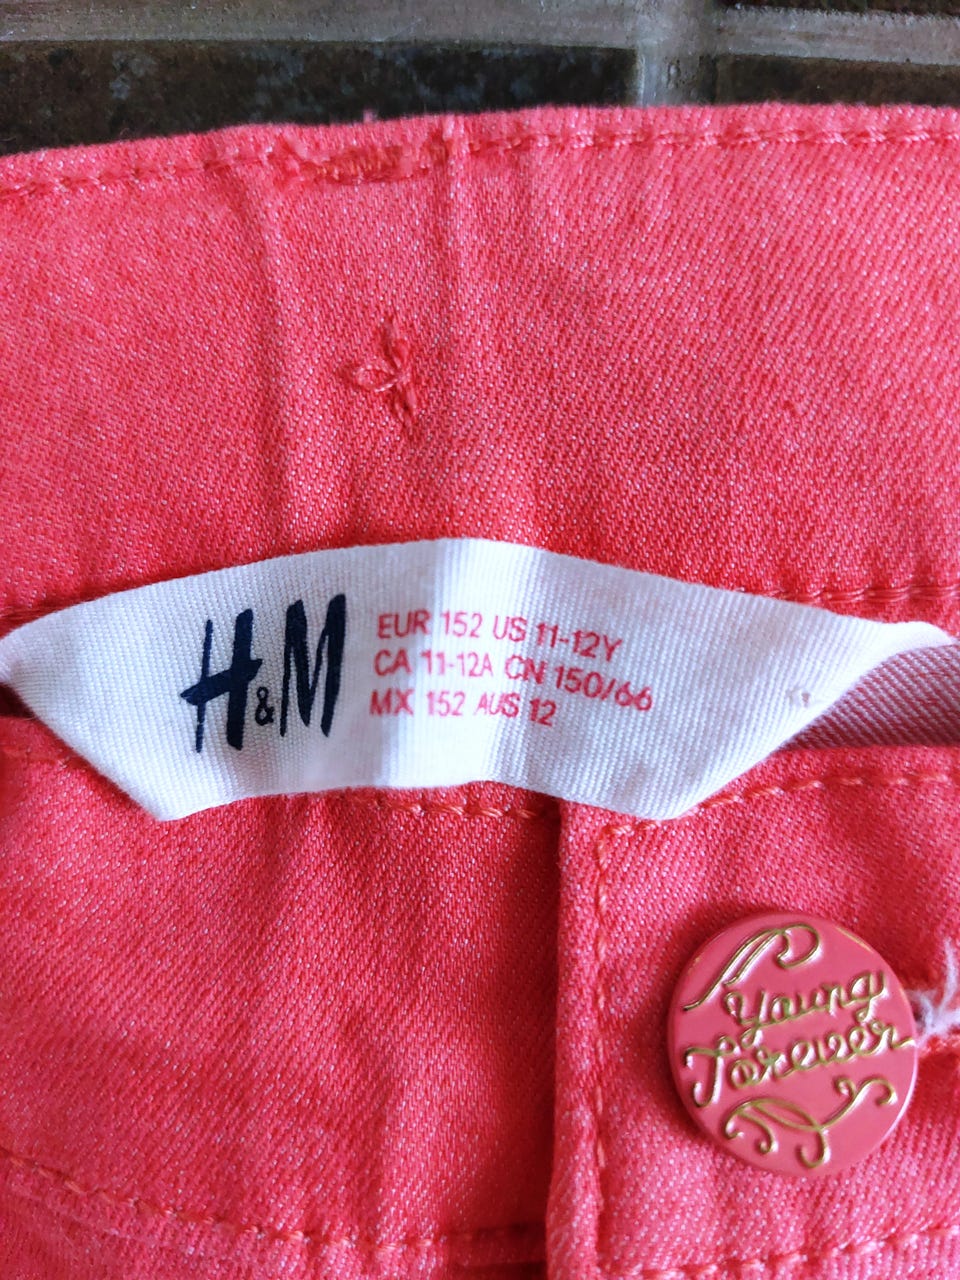 H&M
EUR 152 US 11-12Y
CA 11-12A CN 150/66
MX 152 AUS 12
Young
Forever